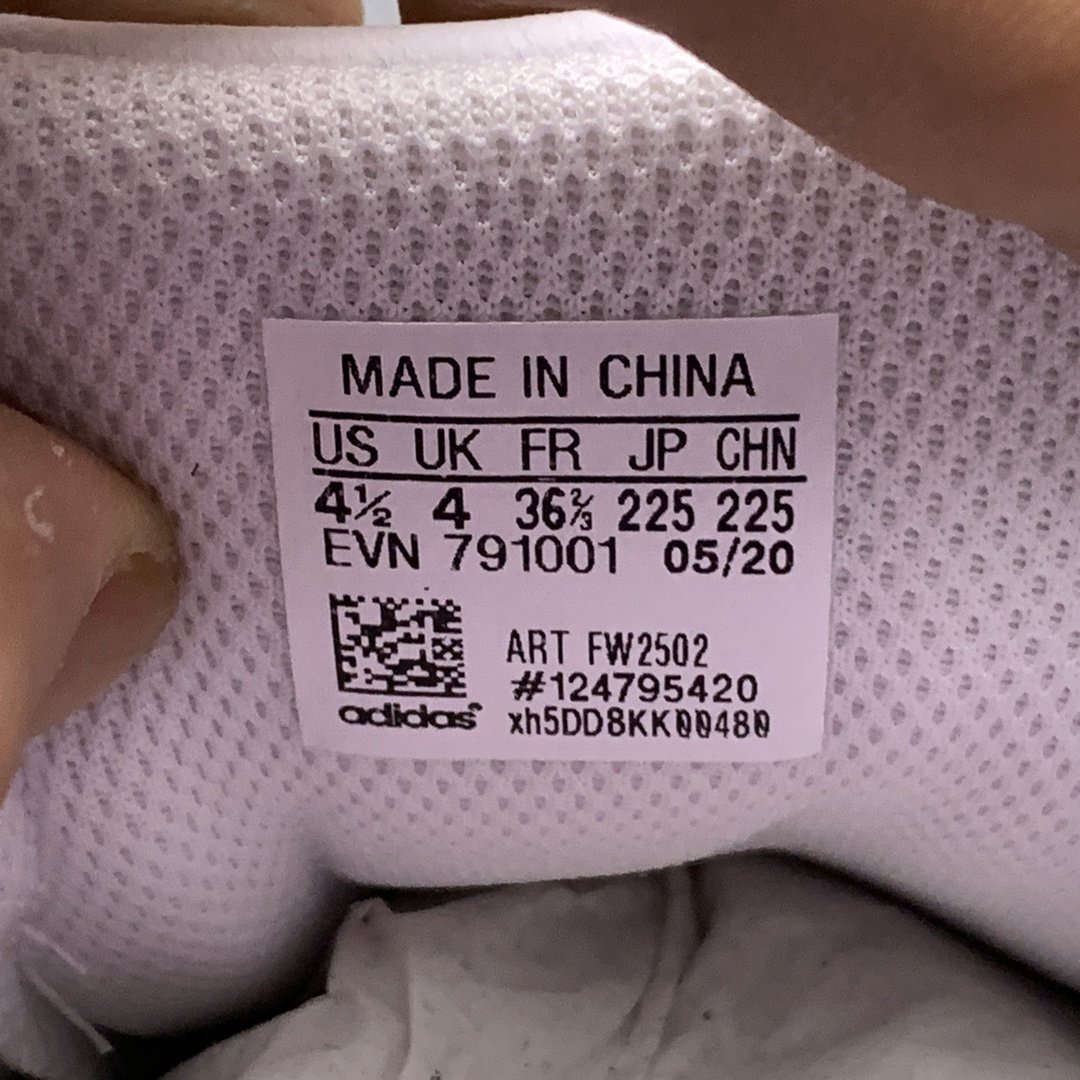 MADE IN CHINA
US UK FR JP CHN
4½ 4 36⅔ 225 225
EVN 791001 05/20
ART FW2502
#124795420
adidas xh5DD8KK00480